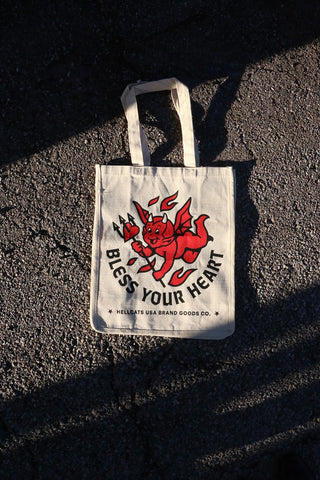 BLESS YOUR HEART
★ HELLCATS USA BRAND GOODS CO. ★